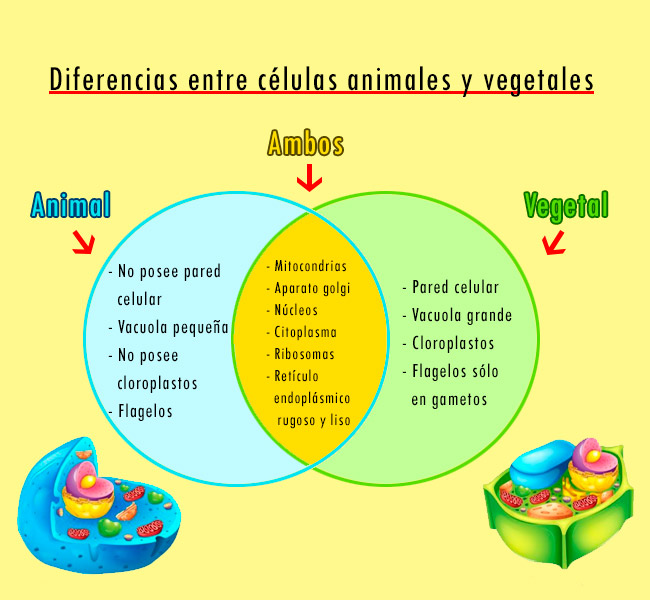 Diferencias entre células animales y vegetales
Ambos
Animal
Vegetal
- No posee pared
celular
- Vacuola pequeña
- No posee
cloroplastos
- Flagelos
- Mitocondrias
- Aparato golgi
- Núcleos
- Citoplasma
- Ribosomas
- Retículo
endoplásmico
rugoso y liso
- Pared celular
- Vacuola grande
- Cloroplastos
- Flagelos sólo
en gametos